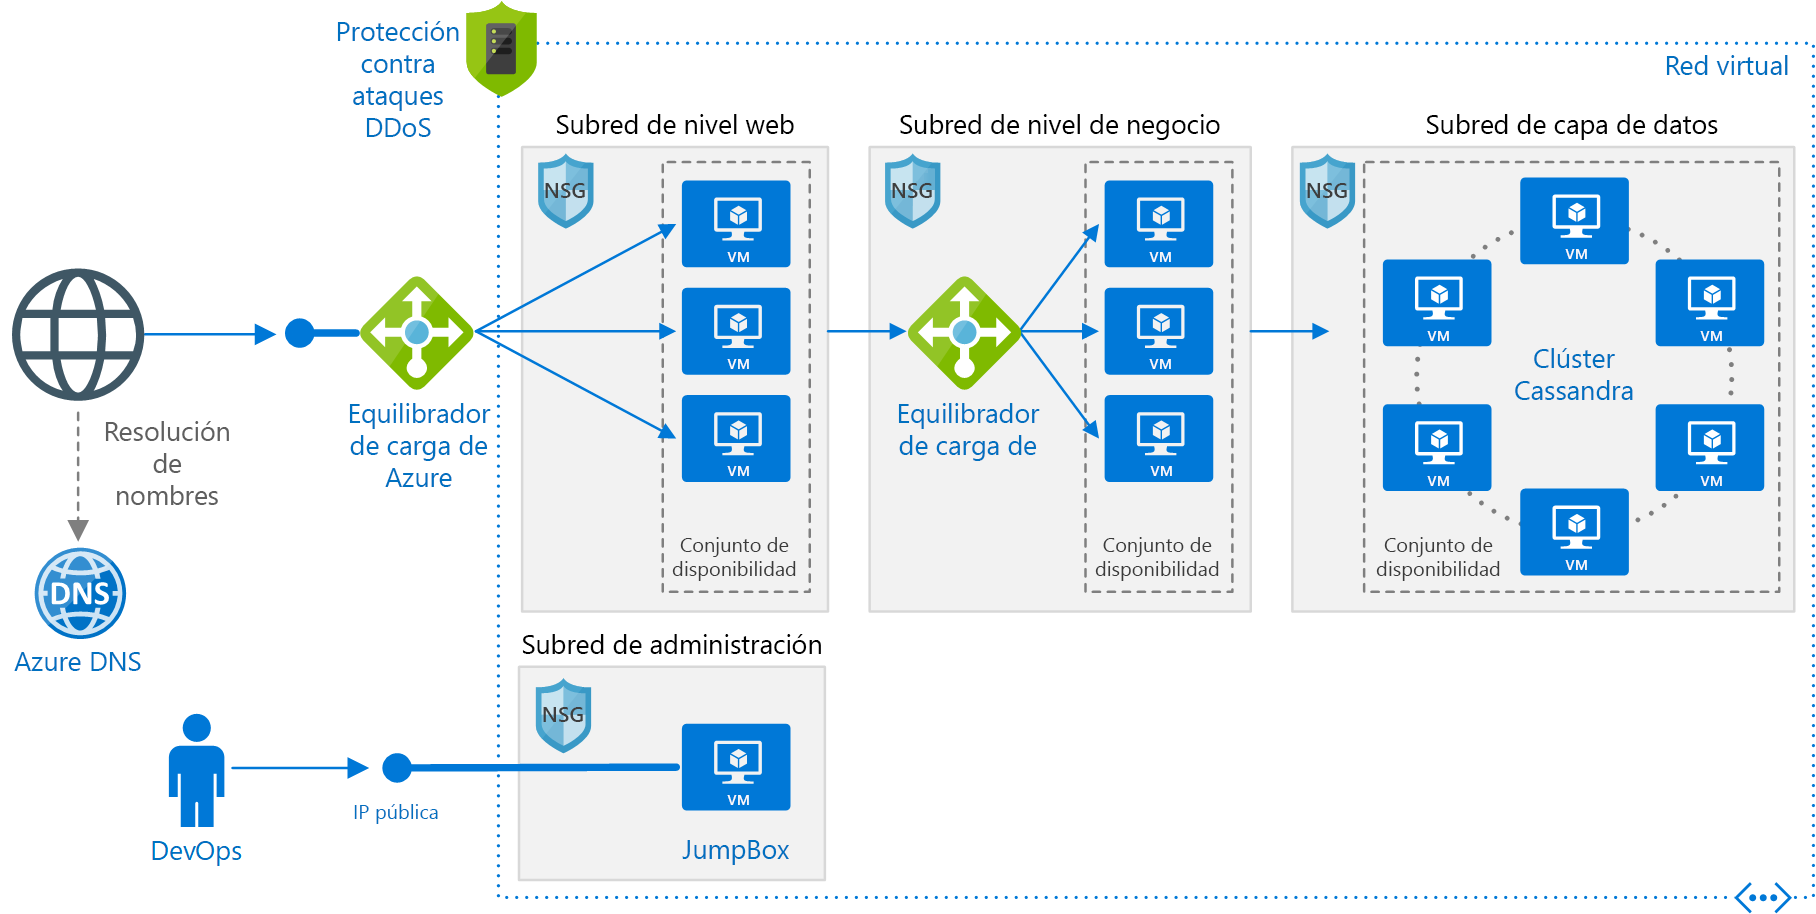 Protección
contra
ataques
DDoS
Red virtual
Subred de nivel web
Subred de nivel de negocio
Subred de capa de datos
NSG
NSG
NSG
VM
VM
VM
VM
VM
VM
VM
VM
VM
VM
VM
VM
Clúster
Cassandra
Resolución
de
nombres
Equilibrador
de carga de
Azure
Equilibrador
de carga de
Conjunto de
disponibilidad
Conjunto de
disponibilidad
Conjunto de
disponibilidad
DNS
Azure DNS
Subred de administración
NSG
VM
JumpBox
IP pública
DevOps